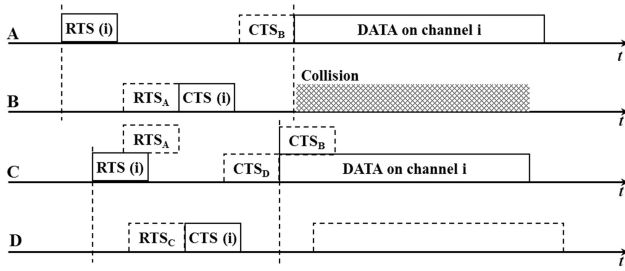 A RTS (i) CTS_B DATA on channel i
t
Collision
B RTS_A CTS (i)
t
RTS_A CTS_B
C RTS (i) CTS_D DATA on channel i
t
D RTS_C CTS (i)
t